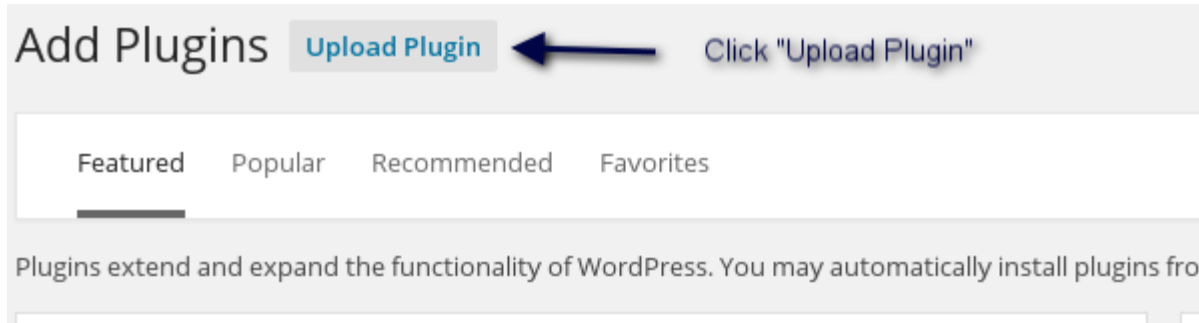 Add Plugins Upload Plugin Click "Upload Plugin"
Featured Popular Recommended Favorites
Plugins extend and expand the functionality of WordPress. You may automatically install plugins fro